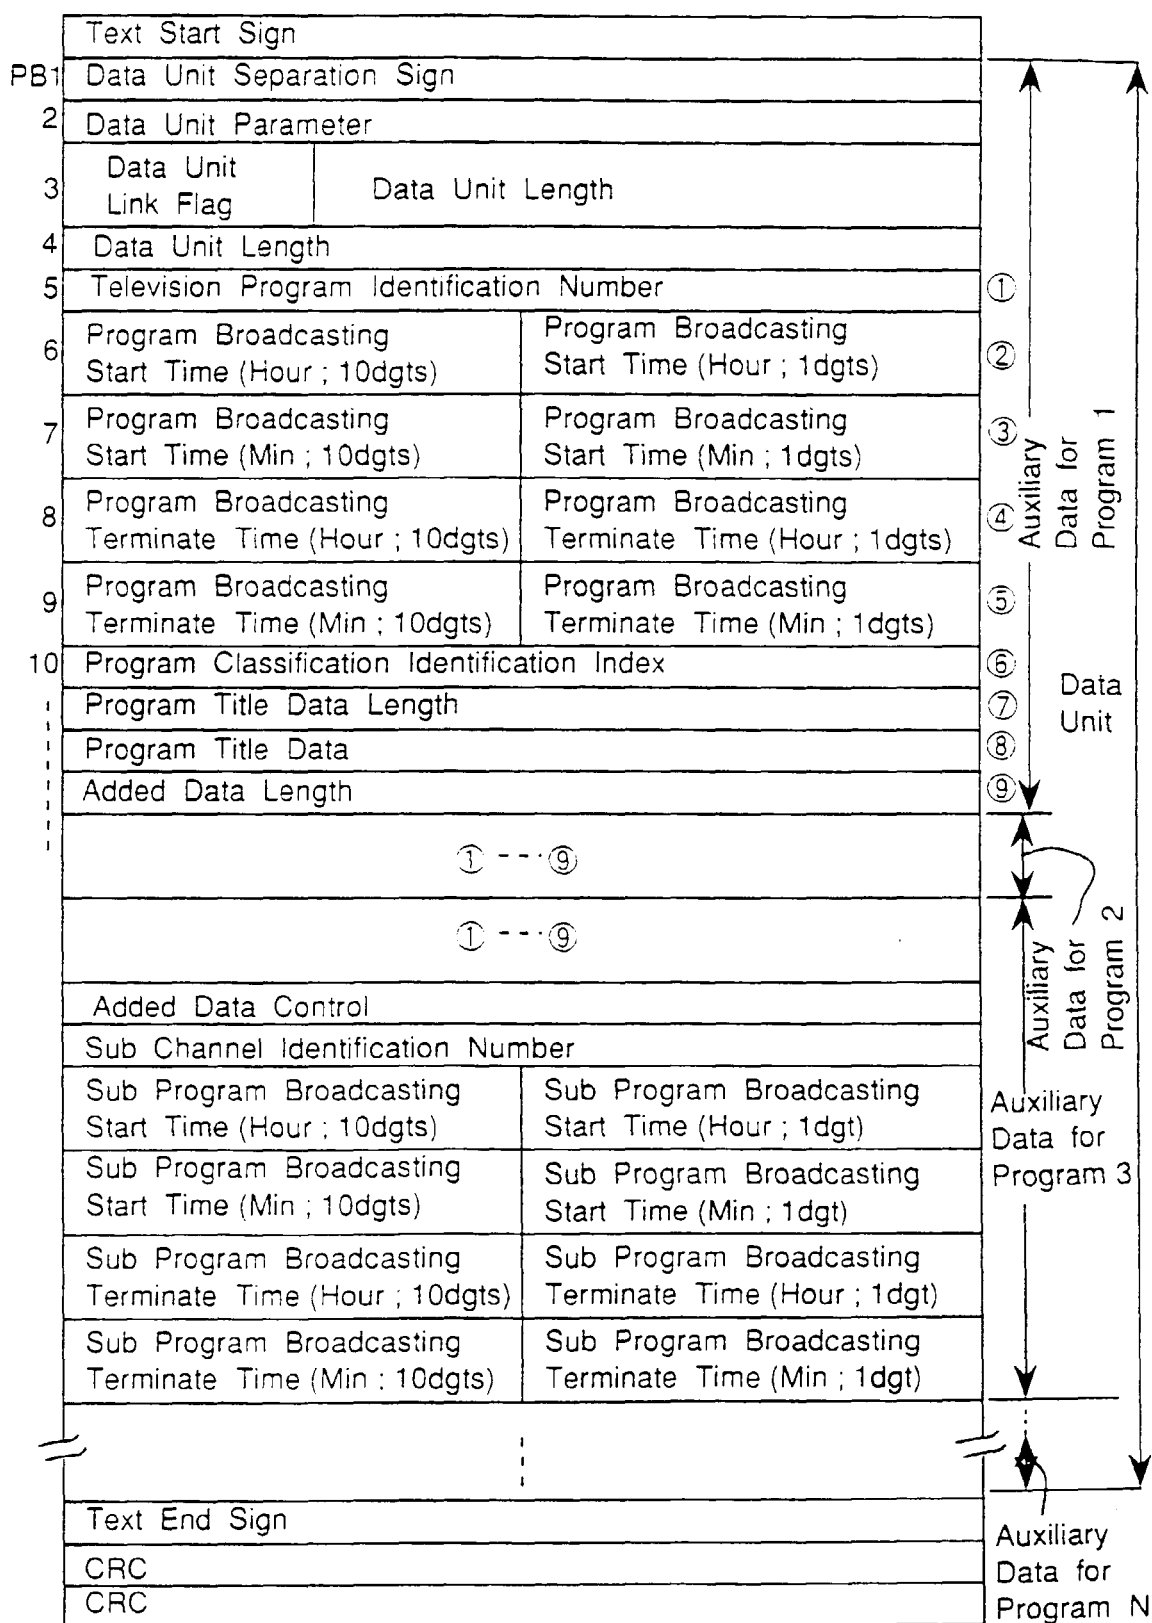 Text Start Sign
PB1 Data Unit Separation Sign
2 Data Unit Parameter
3 Data Unit
Link Flag
Data Unit Length
4 Data Unit Length
5 Television Program Identification Number ①
6 Program Broadcasting
Start Time (Hour ; 10dgts)
Program Broadcasting
Start Time (Hour ; 1dgts)
②
7 Program Broadcasting
Start Time (Min ; 10dgts)
Program Broadcasting
Start Time (Min ; 1dgts)
③
8 Program Broadcasting
Terminate Time (Hour ; 10dgts)
Program Broadcasting
Terminate Time (Hour ; 1dgts)
④
9 Program Broadcasting
Terminate Time (Min ; 10dgts)
Program Broadcasting
Terminate Time (Min ; 1dgts)
⑤
Auxiliary
Data for
Program 1
10 Program Classification Identification Index ⑥
Program Title Data Length ⑦
Program Title Data ⑧
Added Data Length ⑨
Data
Unit
① ---- ⑨
① ---- ⑨
Auxiliary
Data for
Program 2
Added Data Control
Sub Channel Identification Number
Sub Program Broadcasting
Start Time (Hour ; 10dgts)
Sub Program Broadcasting
Start Time (Hour ; 1dgt)
Sub Program Broadcasting
Start Time (Min ; 10dgts)
Sub Program Broadcasting
Start Time (Min ; 1dgt)
Auxiliary
Data for
Program 3
Sub Program Broadcasting
Terminate Time (Hour ; 10dgts)
Sub Program Broadcasting
Terminate Time (Hour ; 1dgt)
Sub Program Broadcasting
Terminate Time (Min : 10dgts)
Sub Program Broadcasting
Terminate Time (Min ; 1dgt)
Text End Sign
CRC
CRC
Auxiliary
Data for
Program N